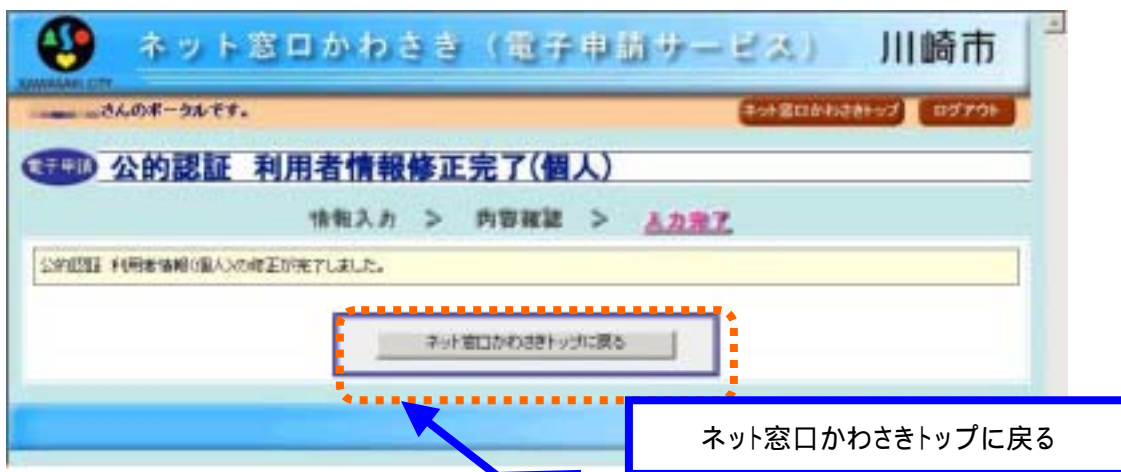 ネット窓口かわさき（電子申請サービス） 川崎市
KAWASAKI CITY
さんのポータルです。 ネット窓口かわさきトップ ログアウト
電子申請 公的認証 利用者情報修正完了(個人)
情報入力 > 内容確認 > 入力完了
公的認証 利用者情報(個人)の修正が完了しました。
ネット窓口かわさきトップに戻る
ネット窓口かわさきトップに戻る